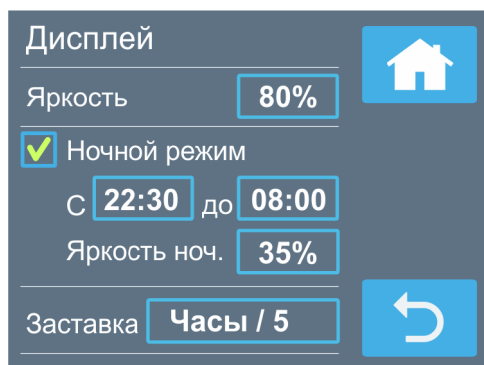 Дисплей
Яркость 80%
Ночной режим
С 22:30 до 08:00
Яркость ноч. 35%
Заставка Часы / 5